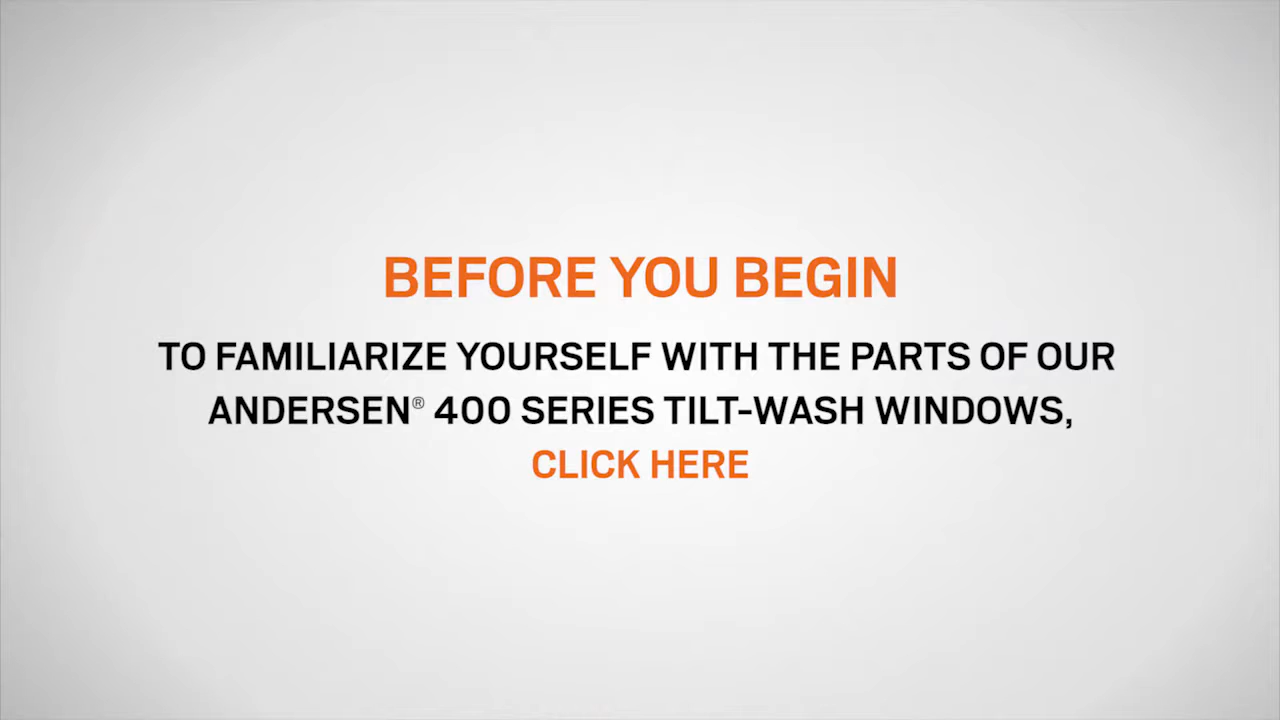 BEFORE YOU BEGIN
TO FAMILIARIZE YOURSELF WITH THE PARTS OF OUR
ANDERSEN® 400 SERIES TILT-WASH WINDOWS,
CLICK HERE